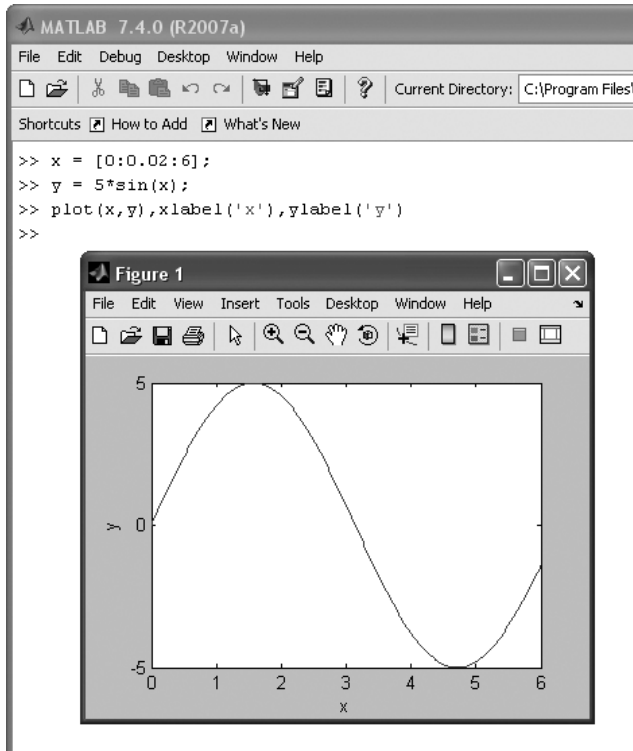 MATLAB 7.4.0 (R2007a)
File Edit Debug Desktop Window Help
Current Directory: C:\Program Files\
Shortcuts How to Add What's New
>> x = [0:0.02:6];
>> y = 5*sin(x);
>> plot(x,y),xlabel('x'),ylabel('y')
>>
Figure 1
File Edit View Insert Tools Desktop Window Help
5
0
-5
y
0 1 2 3 4 5 6
x